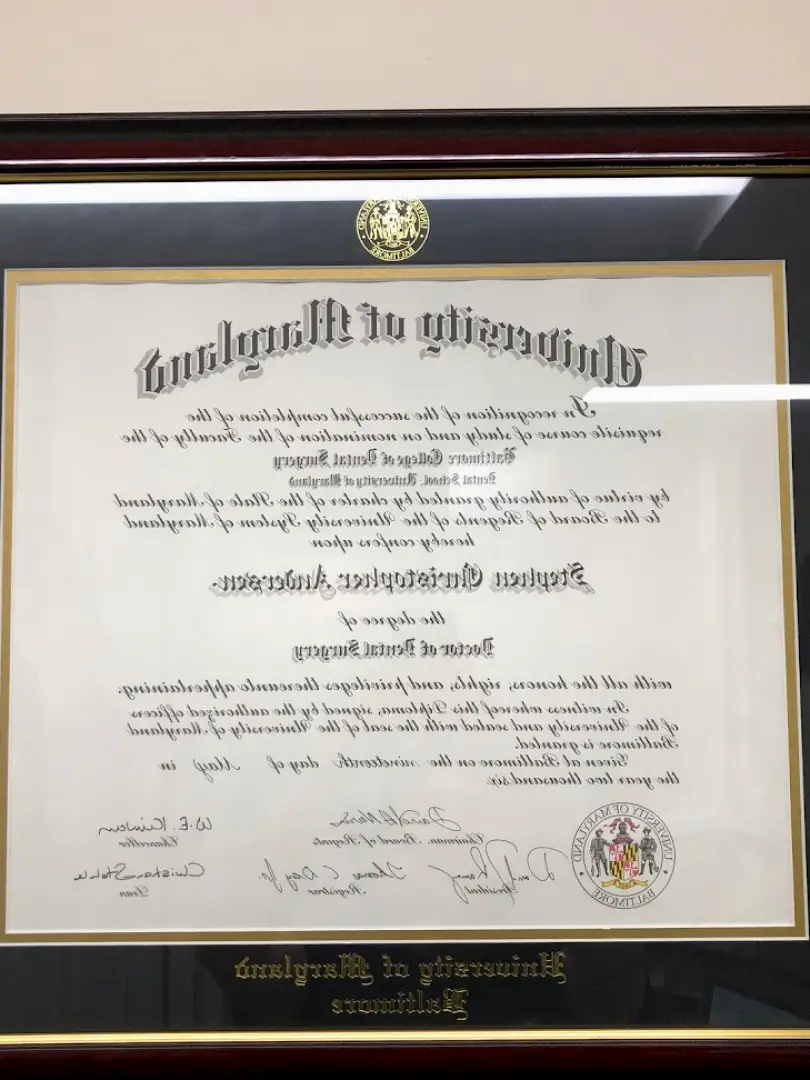 UNIVERSITY OF MARYLAND
BALTIMORE
University of Maryland
In recognition of the successful completion of the
requisite course of study and on nomination of the Faculty of the
Baltimore College of Dental Surgery
Dental School, University of Maryland
by virtue of authority granted by charter of the State of Maryland
to the Board of Regents of the University System of Maryland
hereby confers upon
Stephen Christopher Andersen
the degree of
Doctor of Dental Surgery
with all the honors, rights, and privileges thereunto appertaining.
In witness whereof this Diploma, signed by the authorized officers
of the University and sealed with the seal of the University of Maryland
Baltimore is granted.
Given at Baltimore on the nineteenth day of May in
the year two thousand six.
Chairman, Board of Regents
W.E. Kirwan
Chancellor
President
Registrar
Dean
UNIVERSITY OF MARYLAND
BALTIMORE
University of Maryland
Baltimore